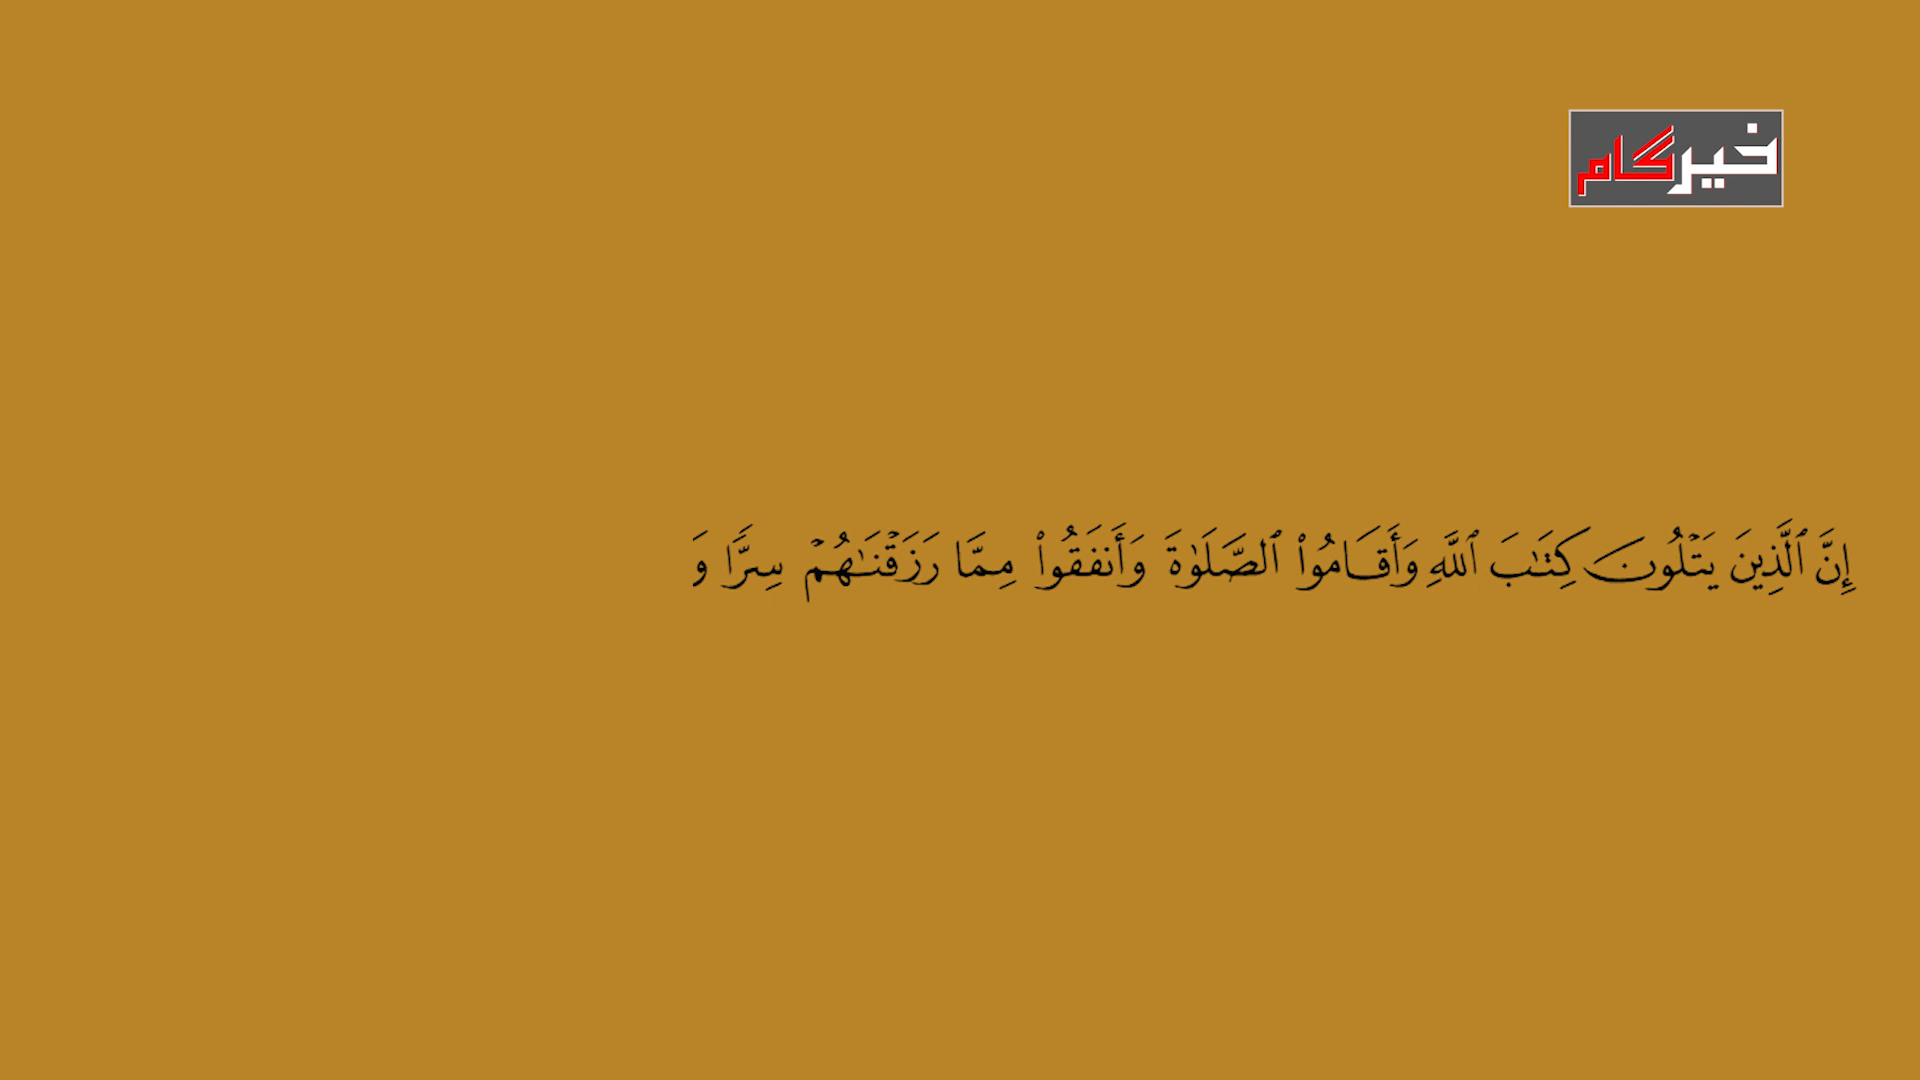 خیرگام
إِنَّ ٱلَّذِينَ يَتۡلُونَ كِتَٰبَ ٱللَّهِ وَأَقَامُواْ ٱلصَّلَوٰةَ وَأَنفَقُواْ مِمَّا رَزَقۡنَٰهُمۡ سِرّٗا وَ